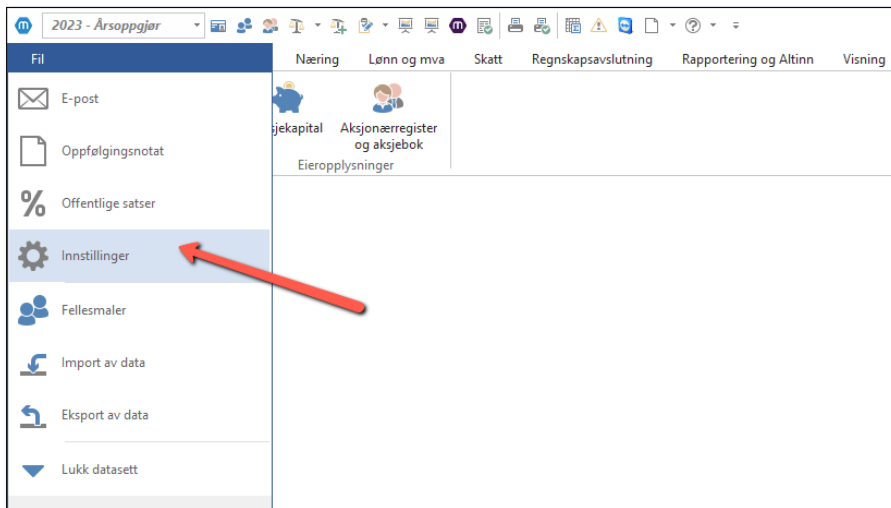 2023 - Årsoppgjør
Fil
Næring Lønn og mva Skatt Regnskapsavslutning Rapportering og Altinn Visning
E-post
Oppfølgingsnotat
Offentlige satser
Innstillinger
Fellesmaler
Import av data
Eksport av data
Lukk datasett
sjekapital
Aksjonærregister
og aksjebok
Eieropplysninger